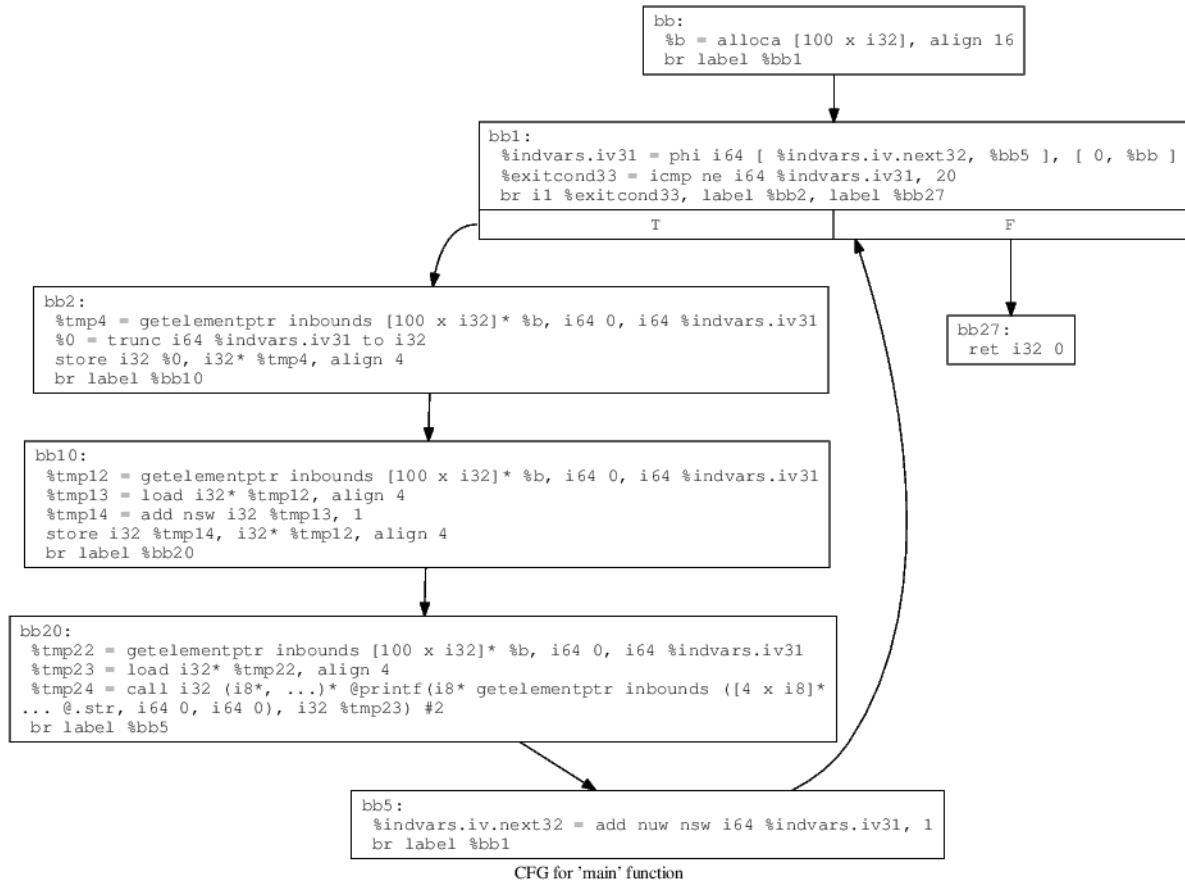 bb:
%b = alloca [100 x i32], align 16
br label %bb1
bb1:
%indvars.iv31 = phi i64 [ %indvars.iv.next32, %bb5 ], [ 0, %bb ]
%exitcond33 = icmp ne i64 %indvars.iv31, 20
br i1 %exitcond33, label %bb2, label %bb27
T
F
bb2:
%tmp4 = getelementptr inbounds [100 x i32]* %b, i64 0, i64 %indvars.iv31
%0 = trunc i64 %indvars.iv31 to i32
store i32 %0, i32* %tmp4, align 4
br label %bb10
bb27:
ret i32 0
bb10:
%tmp12 = getelementptr inbounds [100 x i32]* %b, i64 0, i64 %indvars.iv31
%tmp13 = load i32* %tmp12, align 4
%tmp14 = add nsw i32 %tmp13, 1
store i32 %tmp14, i32* %tmp12, align 4
br label %bb20
bb20:
%tmp22 = getelementptr inbounds [100 x i32]* %b, i64 0, i64 %indvars.iv31
%tmp23 = load i32* %tmp22, align 4
%tmp24 = call i32 (i8*, ...)* @printf(i8* getelementptr inbounds ([4 x i8]*
... @.str, i64 0, i64 0), i32 %tmp23) #2
br label %bb5
bb5:
%indvars.iv.next32 = add nuw nsw i64 %indvars.iv31, 1
br label %bb1
CFG for 'main' function